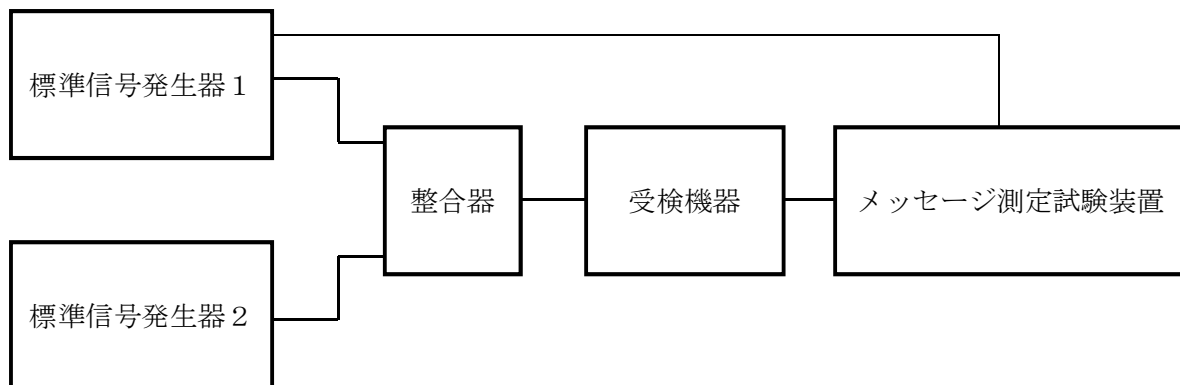 標準信号発生器1
整合器
受検機器
メッセージ測定試験装置
標準信号発生器2